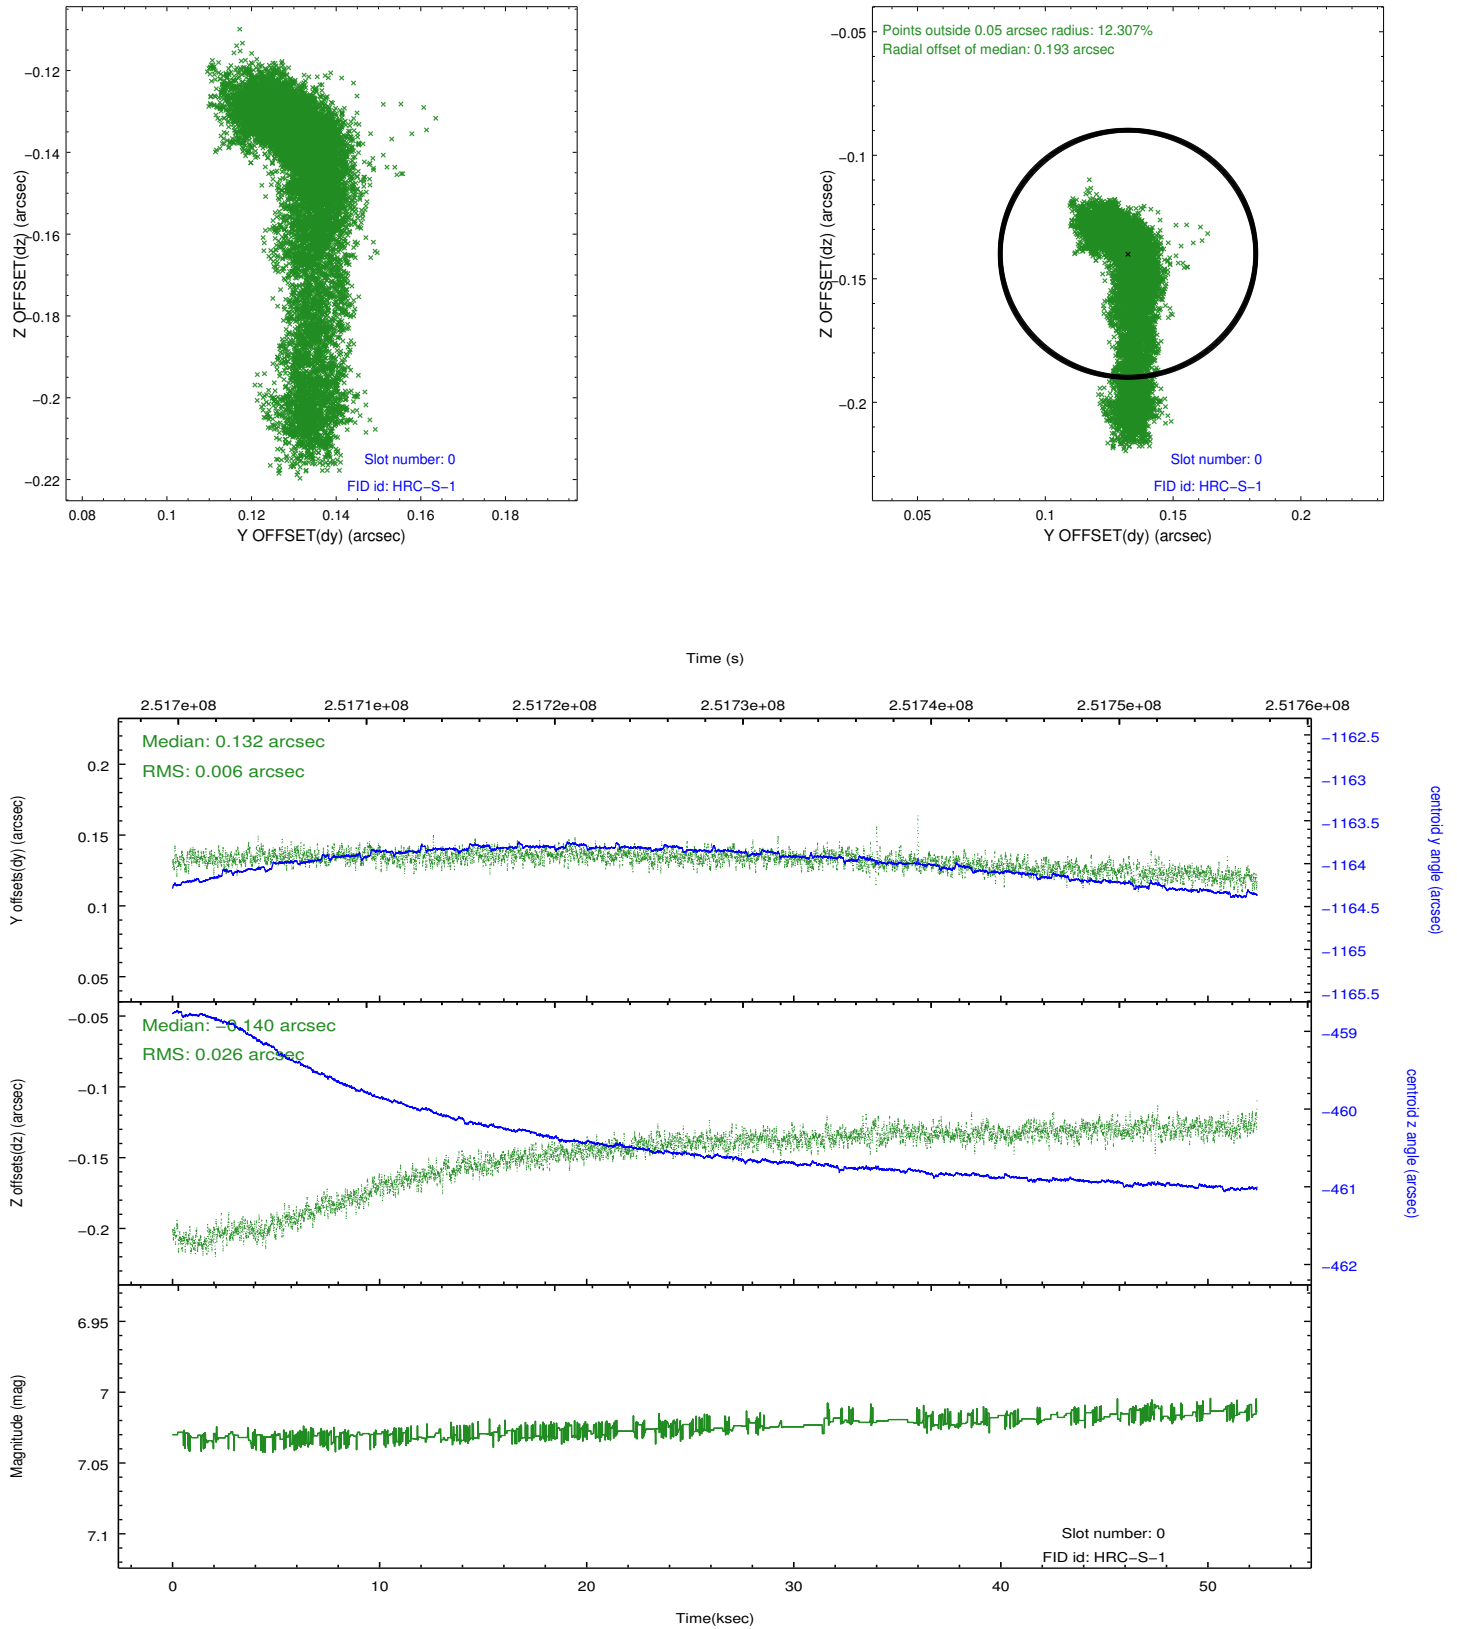 −0.12
−0.14
−0.16
−0.18
−0.2
−0.22
Z OFFSET(dz) (arcsec)
Slot number: 0
FID id: HRC−S−1
0.08
0.1
0.12
0.14
0.16
0.18
Y OFFSET(dy) (arcsec)
Points outside 0.05 arcsec radius: 12.307%
Radial offset of median: 0.193 arcsec
−0.05
−0.1
−0.15
−0.2
Z OFFSET(dz) (arcsec)
Slot number: 0
FID id: HRC−S−1
0.05
0.1
0.15
0.2
Y OFFSET(dy) (arcsec)
Time (s)
2.517e+08
2.5171e+08
2.5172e+08
2.5173e+08
2.5174e+08
2.5175e+08
2.5176e+08
Median: 0.132 arcsec
RMS: 0.006 arcsec
0.2
0.15
0.1
0.05
Y offsets(dy) (arcsec)
−1162.5
−1163
−1163.5
−1164
−1164.5
−1165
−1165.5
centroid y angle (arcsec)
Median: −0.140 arcsec
RMS: 0.026 arcsec
−0.05
−0.1
−0.15
−0.2
Z offsets(dz) (arcsec)
−459
−460
−461
−462
centroid z angle (arcsec)
6.95
7
7.05
7.1
Magnitude (mag)
Slot number: 0
FID id: HRC−S−1
0
10
20
30
40
50
Time(ksec)